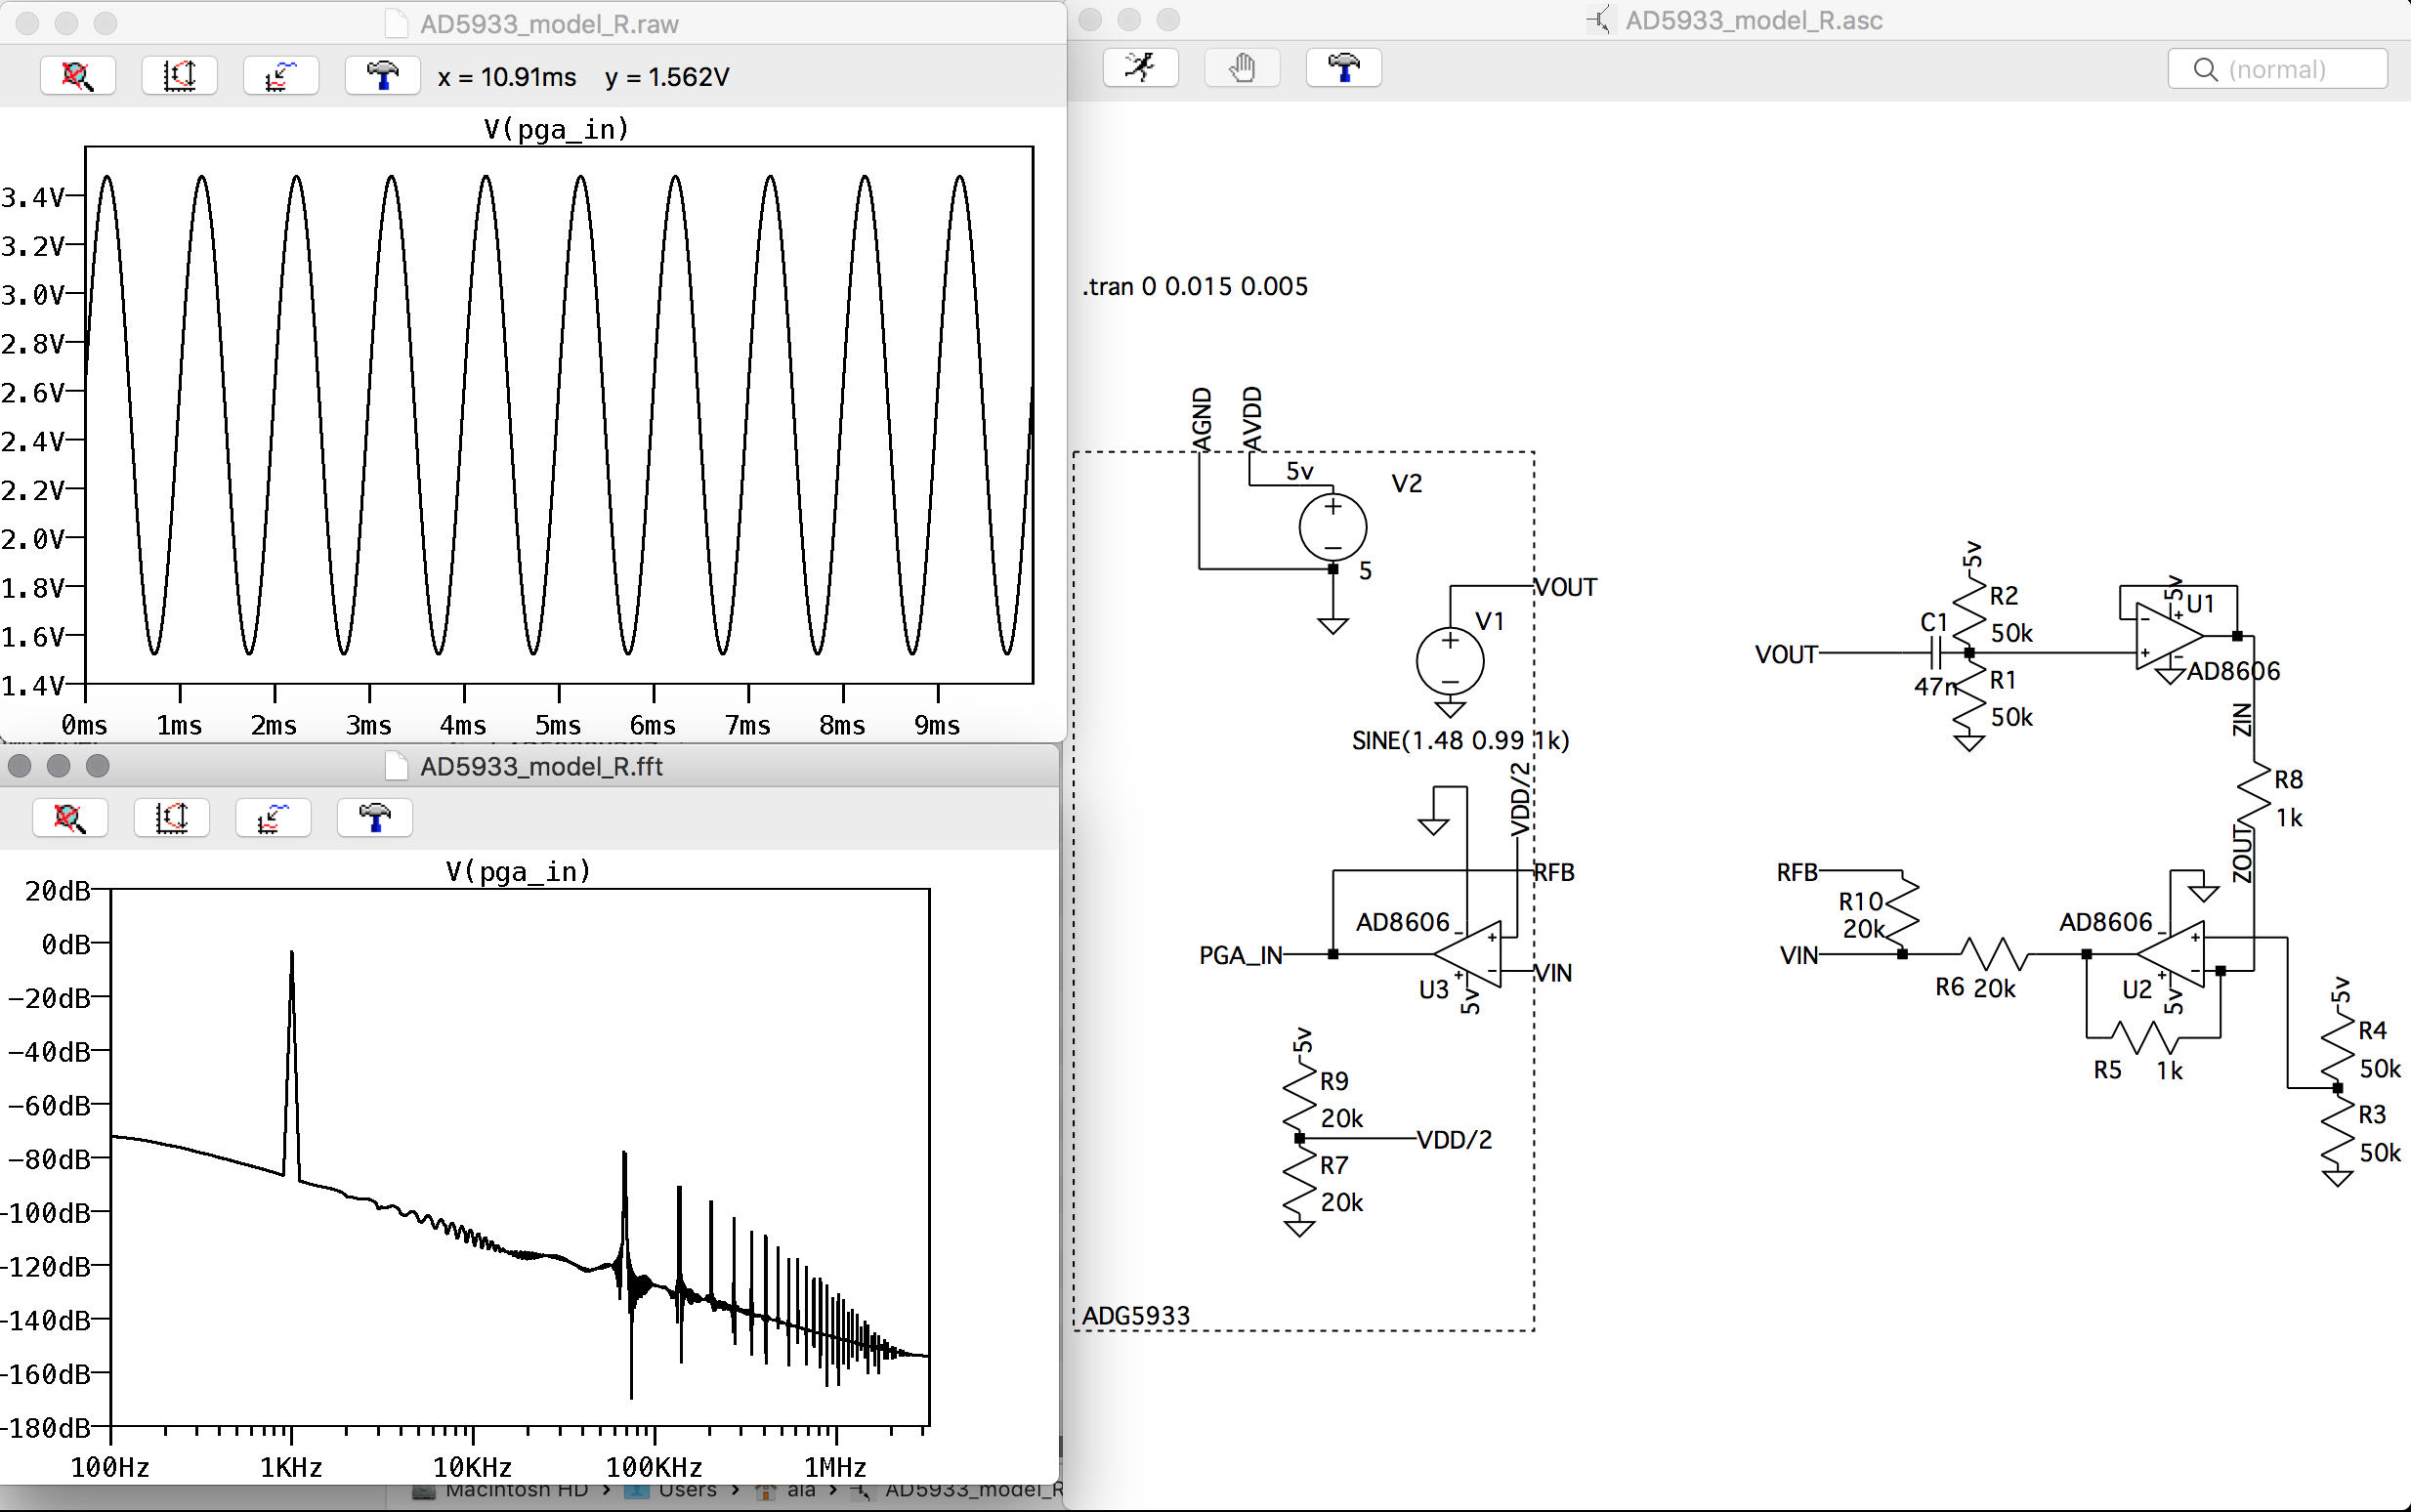 AD5933_model_R.raw
x = 10.91ms y = 1.562V
V(pga_in)
3.4V
3.2V
3.0V
2.8V
2.6V
2.4V
2.2V
2.0V
1.8V
1.6V
1.4V
0ms 1ms 2ms 3ms 4ms 5ms 6ms 7ms 8ms 9ms
AD5933_model_R.fft
V(pga_in)
20dB
0dB
-20dB
-40dB
-60dB
-80dB
-100dB
-120dB
-140dB
-160dB
-180dB
100Hz 1KHz 10KHz 100KHz 1MHz
Macintosh HD › Users › ala › AD5933_model_R
AD5933_model_R.asc
(normal)
.tran 0 0.015 0.005
AGND
AVDD
5v
V2
5
VOUT
V1
SINE(1.48 0.99 1k)
VDD/2
RFB
AD8606
PGA_IN
VIN
U3
5v
5v
R9
20k
VDD/2
R7
20k
ADG5933
5v
R2
50k
C1
VOUT
47n
R1
50k
5v
U1
AD8606
ZIN
R8
1k
ZOUT
RFB
R10
20k
VIN
R6 20k
AD8606
U2
5v
R5 1k
5v
R4
50k
R3
50k